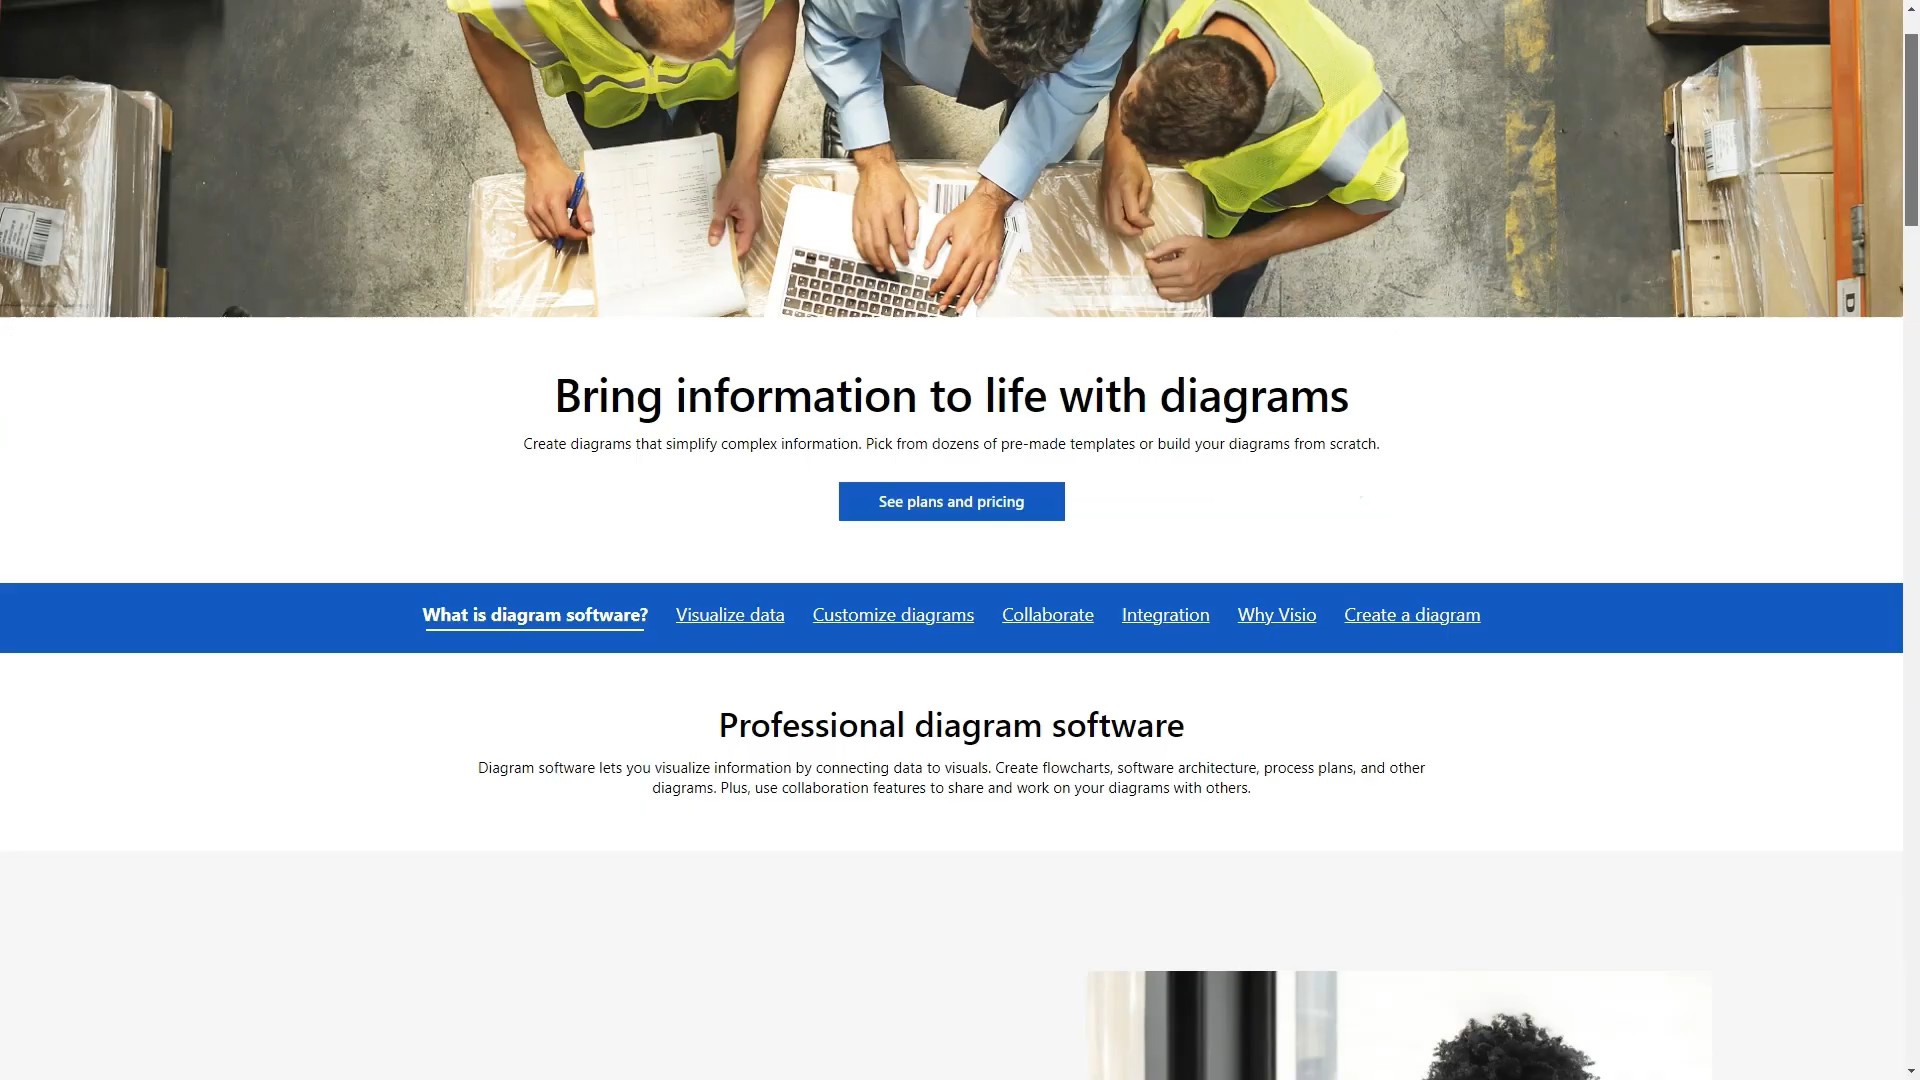 D
Bring information to life with diagrams
Create diagrams that simplify complex information. Pick from dozens of pre-made templates or build your diagrams from scratch.
See plans and pricing
What is diagram software? Visualize data Customize diagrams Collaborate Integration Why Visio Create a diagram
Professional diagram software
Diagram software lets you visualize information by connecting data to visuals. Create flowcharts, software architecture, process plans, and other
diagrams. Plus, use collaboration features to share and work on your diagrams with others.